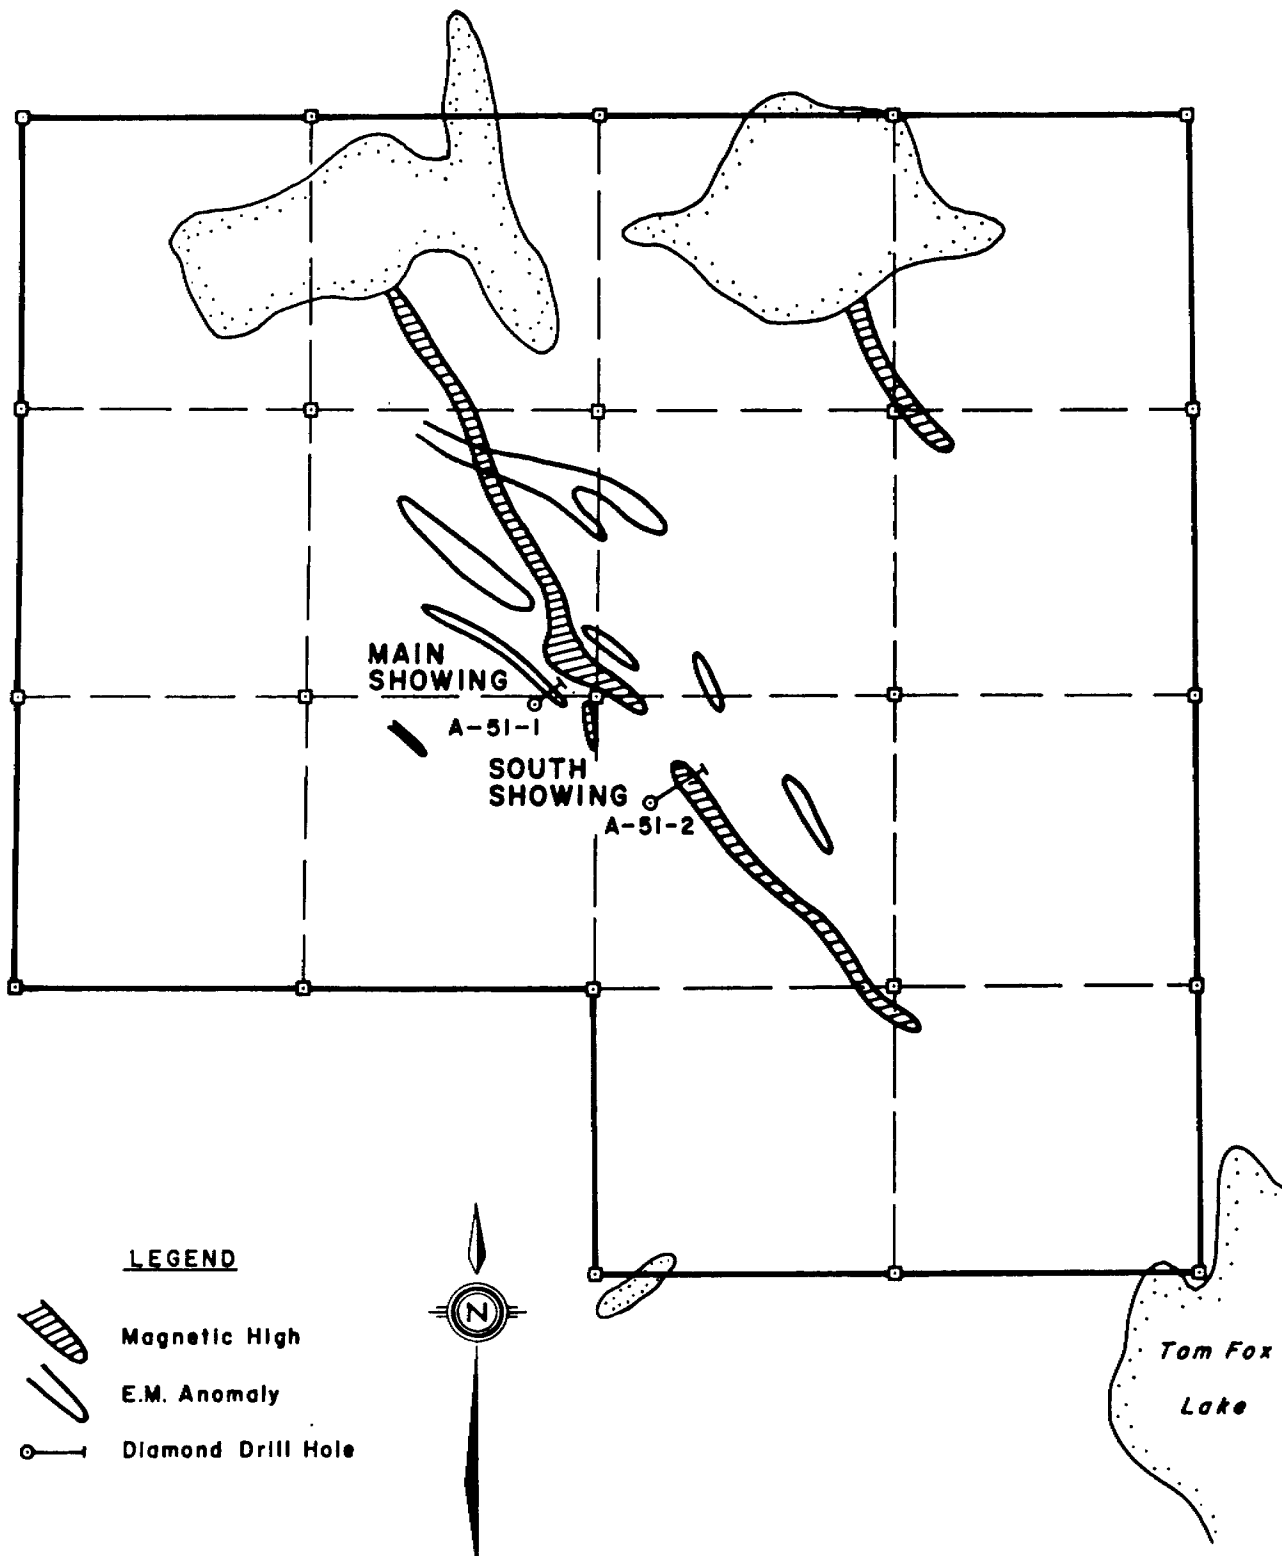 MAIN
SHOWING
A-51-1
SOUTH
SHOWING
A-51-2
LEGEND
Magnetic High
E.M. Anomaly
Diamond Drill Hole
N
Tom Fox
Lake